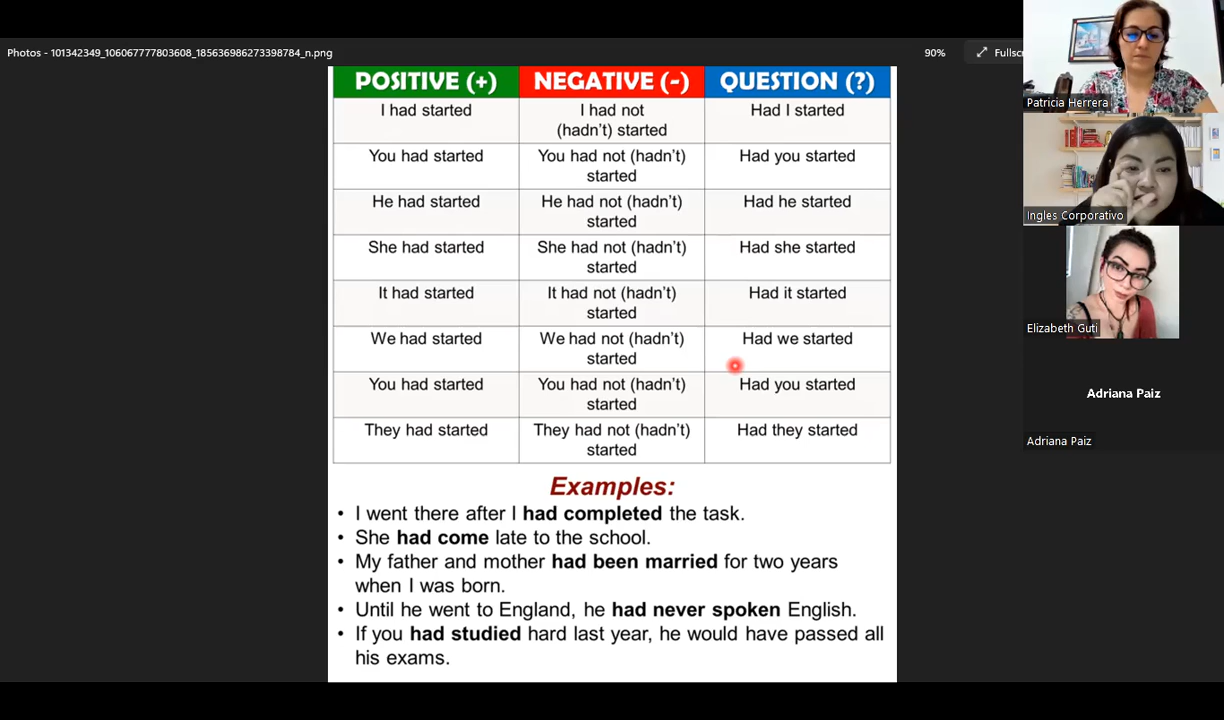 Photos - 101342349_106067777803608_185636986273398784_n.png
90%
Fullscr
POSITIVE (+) NEGATIVE (-) QUESTION (?)
I had started I had not Had I started
(hadn't) started
You had started You had not (hadn't) Had you started
started
He had started He had not (hadn't) Had he started
started
She had started She had not (hadn't) Had she started
started
It had started It had not (hadn't) Had it started
started
We had started We had not (hadn't) Had we started
started
You had started You had not (hadn't) Had you started
started
They had started They had not (hadn't) Had they started
started
Examples:
• I went there after I had completed the task.
• She had come late to the school.
• My father and mother had been married for two years
when I was born.
• Until he went to England, he had never spoken English.
• If you had studied hard last year, he would have passed all
his exams.
Patricia Herrera
Ingles Corporativo
Elizabeth Guti
Adriana Paiz
Adriana Paiz